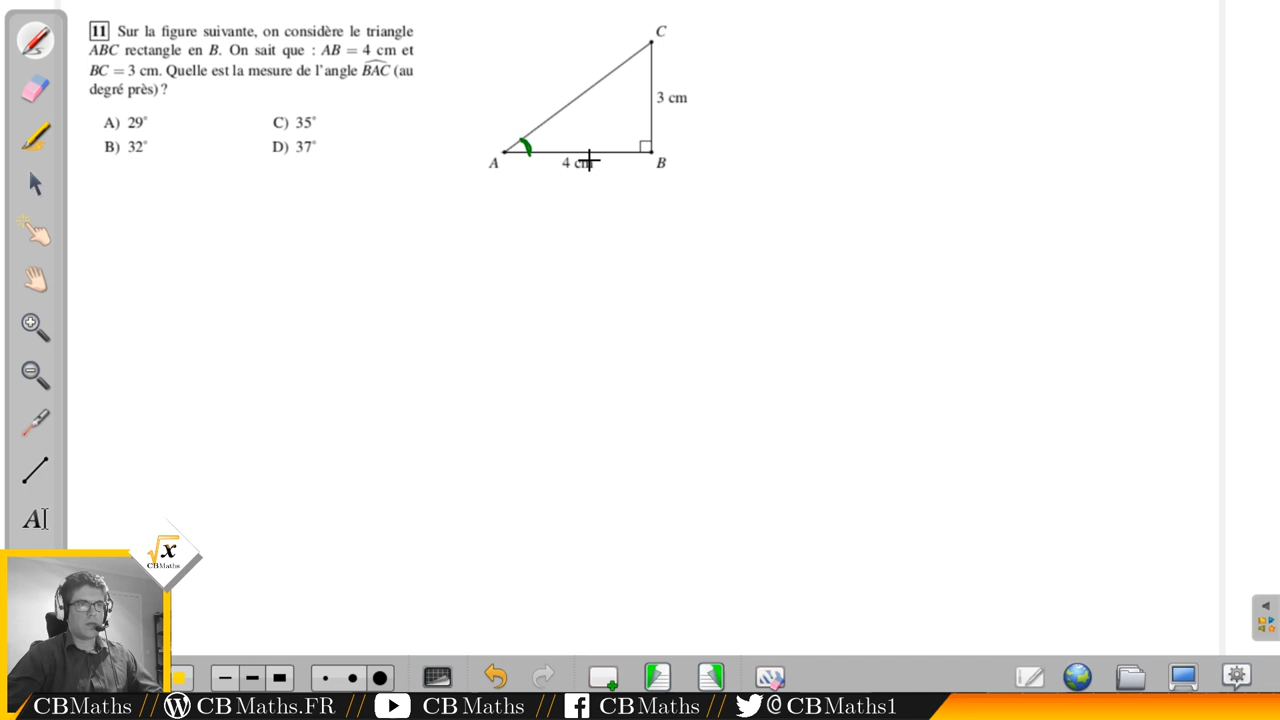 11 Sur la figure suivante, on considère le triangle
ABC rectangle en B. On sait que : AB = 4 cm et
BC = 3 cm. Quelle est la mesure de l'angle BAC (au
degré près) ?
A) 29°
C) 35°
B) 32°
D) 37°
C
3 cm
A
4 cm
B
AI
√x
CBMaths
CBMaths // CBMaths.FR // CBMaths // CBMaths // @CBMaths1